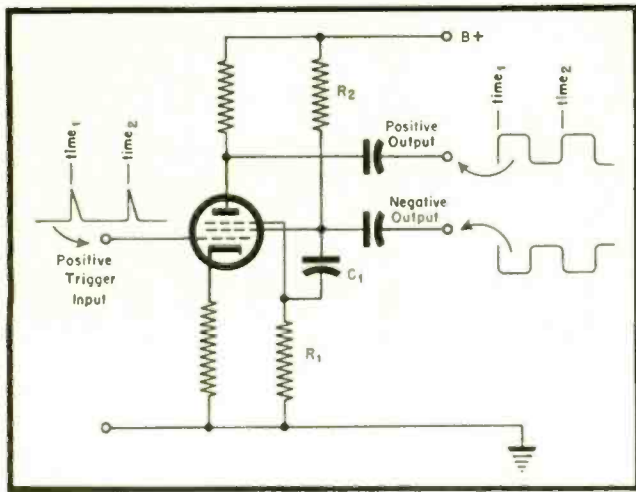 B+
R2
time1
time2
Positive
Output
time1
time2
Negative
Output
Positive
Trigger
Input
C1
R1